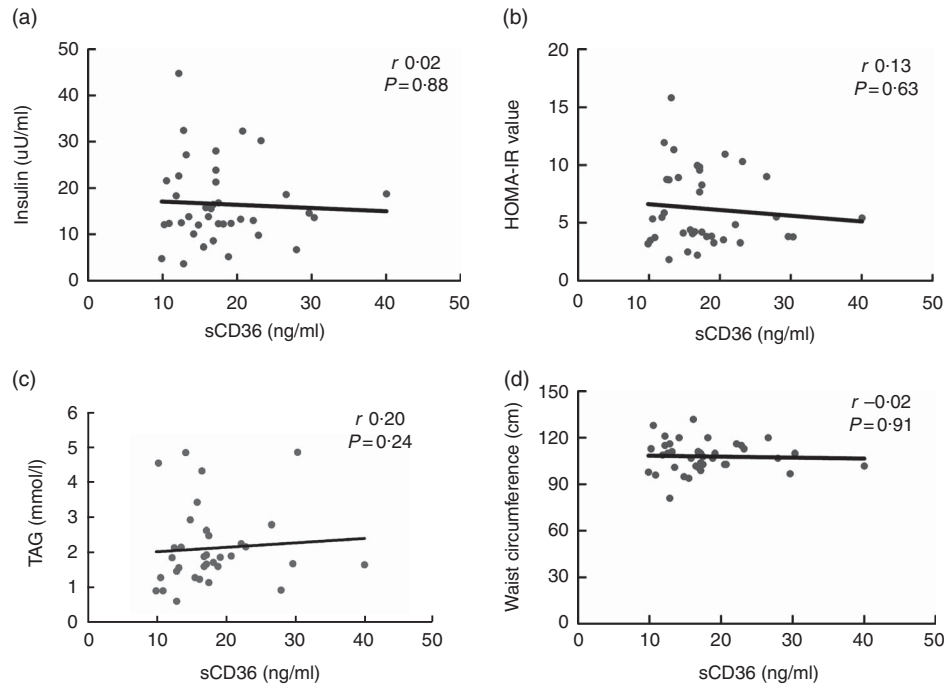 (a)
50
40
30
20
10
0
Insulin (uU/ml)
r 0·02
P=0·88
0 10 20 30 40 50
sCD36 (ng/ml)
(b)
20
15
10
5
0
HOMA-IR value
r 0·13
P=0·63
0 10 20 30 40 50
sCD36 (ng/ml)
(c)
6
5
4
3
2
1
0
TAG (mmol/l)
r 0·20
P=0·24
0 10 20 30 40 50
sCD36 (ng/ml)
(d)
150
120
90
60
30
0
Waist circumference (cm)
r –0·02
P=0·91
0 10 20 30 40 50
sCD36 (ng/ml)